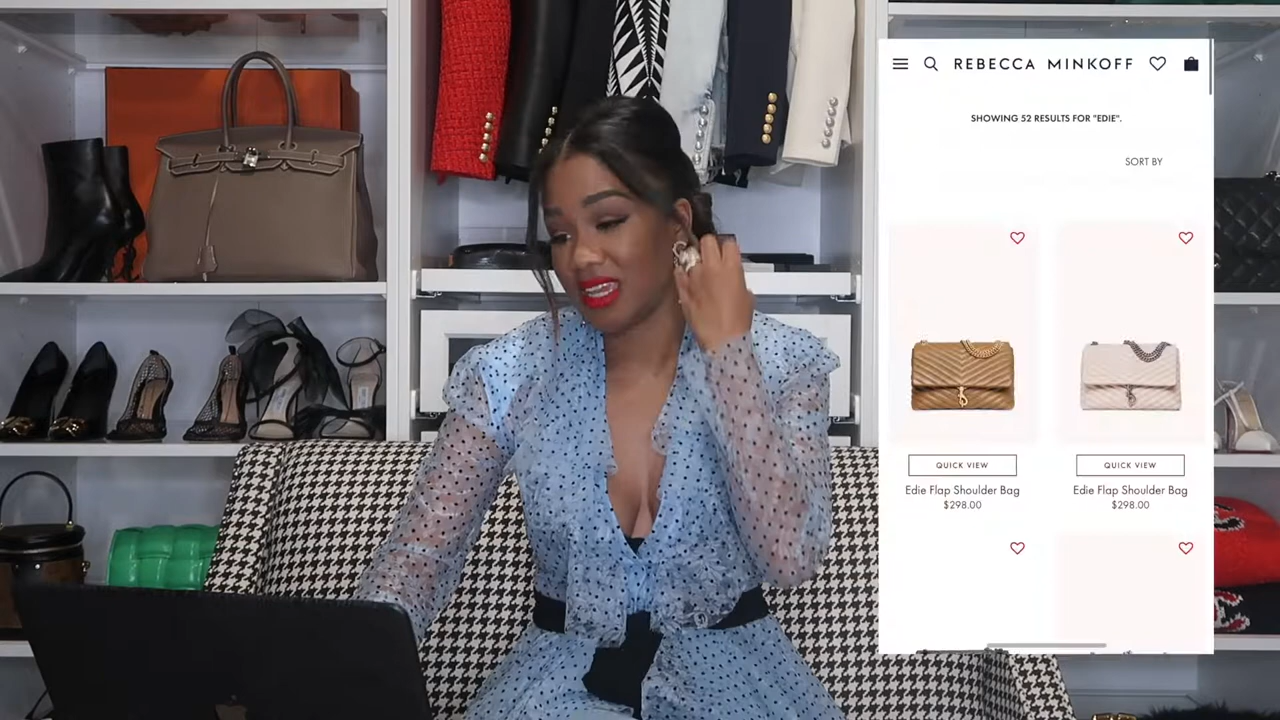 REBECCA MINKOFF
SHOWING 52 RESULTS FOR "EDIE".
SORT BY
QUICK VIEW
QUICK VIEW
Edie Flap Shoulder Bag
Edie Flap Shoulder Bag
$298.00
$298.00